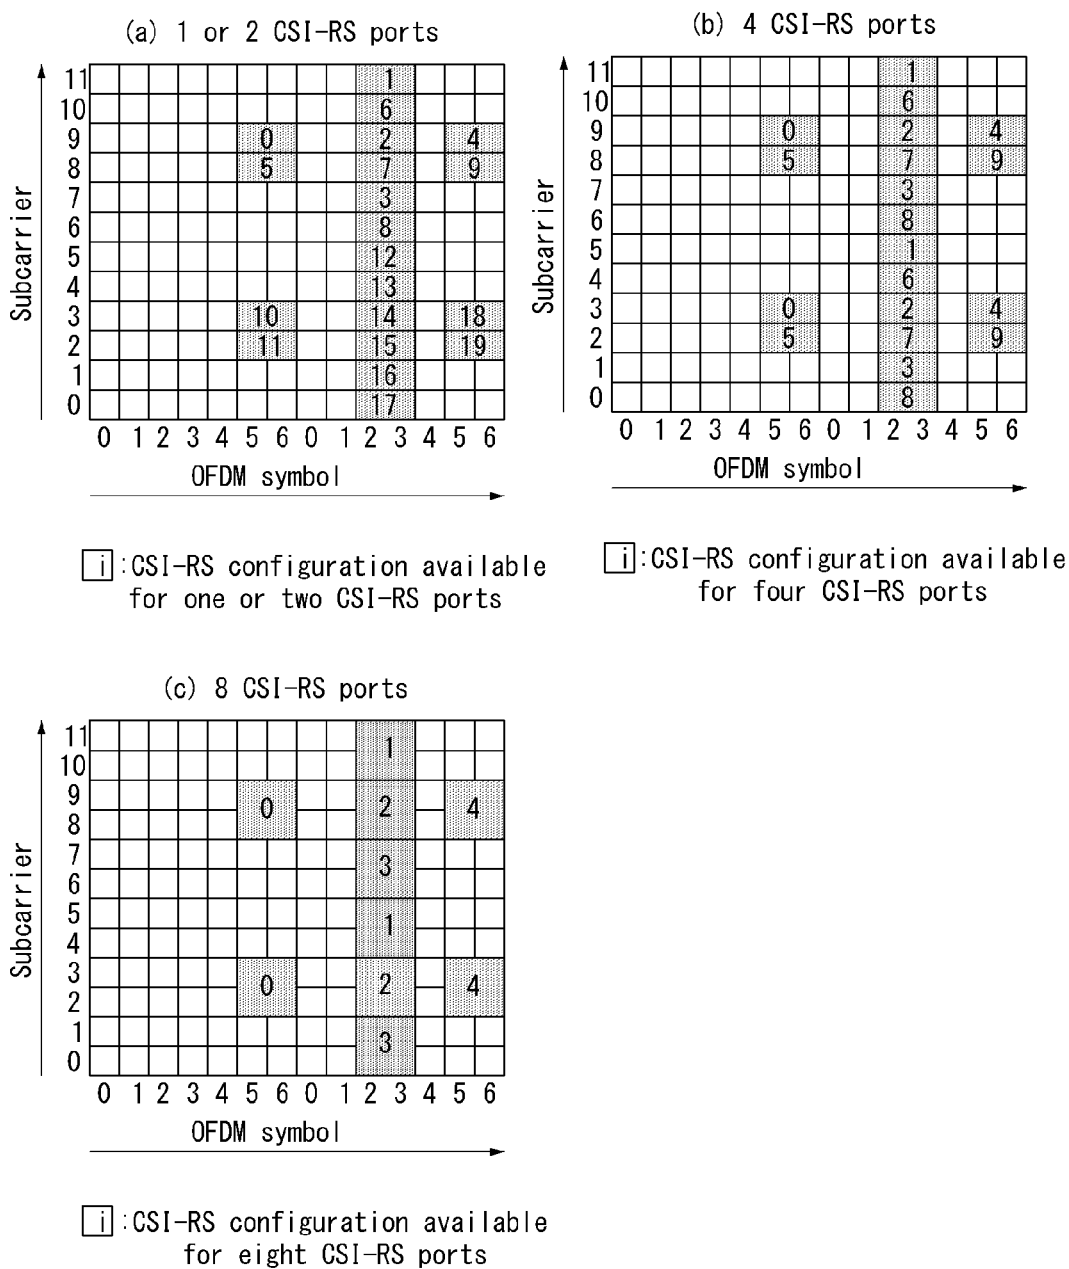 (a) 1 or 2 CSI-RS ports
Subcarrier
11 1
10 6
9 0 2 4
8 5 7 9
7 3
6 8
5 12
4 13
3 10 14 18
2 11 15 19
1 16
0 17
0 1 2 3 4 5 6 0 1 2 3 4 5 6
OFDM symbol
i :CSI-RS configuration available
for one or two CSI-RS ports
(b) 4 CSI-RS ports
Subcarrier
11 1
10 6
9 0 2 4
8 5 7 9
7 3
6 8
5 1
4 6
3 0 2 4
2 5 7 9
1 3
0 8
0 1 2 3 4 5 6 0 1 2 3 4 5 6
OFDM symbol
i :CSI-RS configuration available
for four CSI-RS ports
(c) 8 CSI-RS ports
Subcarrier
11
1
10
9
0 2 4
8
7
3
6
5
1
4
3
0 2 4
2
1
3
0
0 1 2 3 4 5 6 0 1 2 3 4 5 6
OFDM symbol
i :CSI-RS configuration available
for eight CSI-RS ports